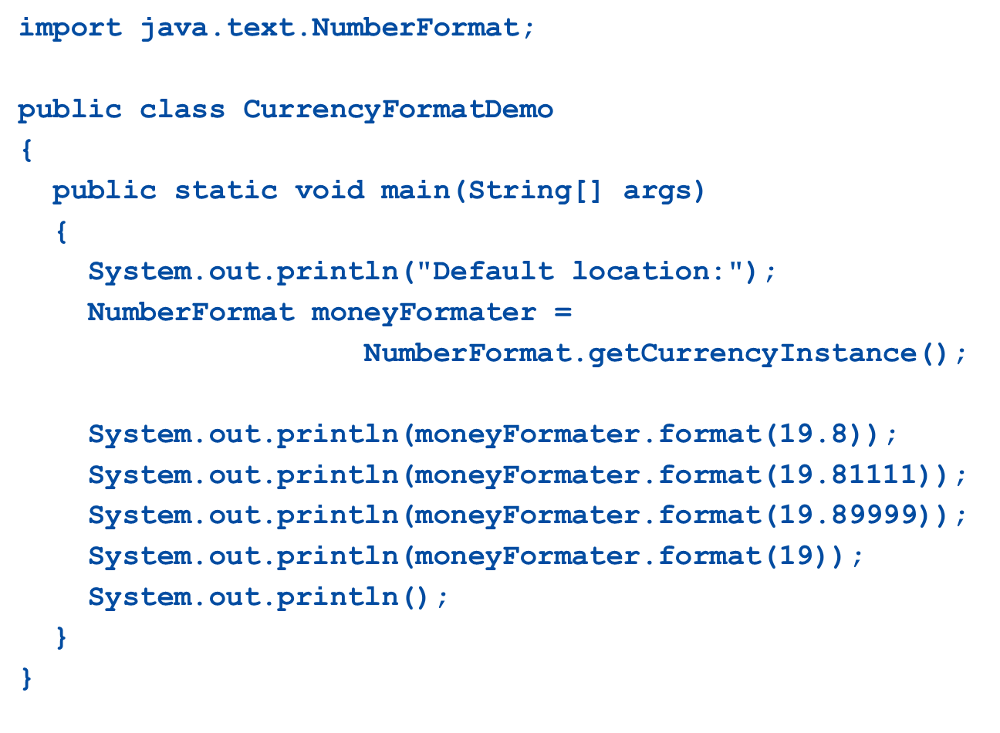 import java.text.NumberFormat;
public class CurrencyFormatDemo
{
public static void main(String[] args)
{
System.out.println("Default location:");
NumberFormat moneyFormater =
NumberFormat.getCurrencyInstance();
System.out.println(moneyFormater.format(19.8));
System.out.println(moneyFormater.format(19.81111));
System.out.println(moneyFormater.format(19.89999));
System.out.println(moneyFormater.format(19));
System.out.println();
}
}